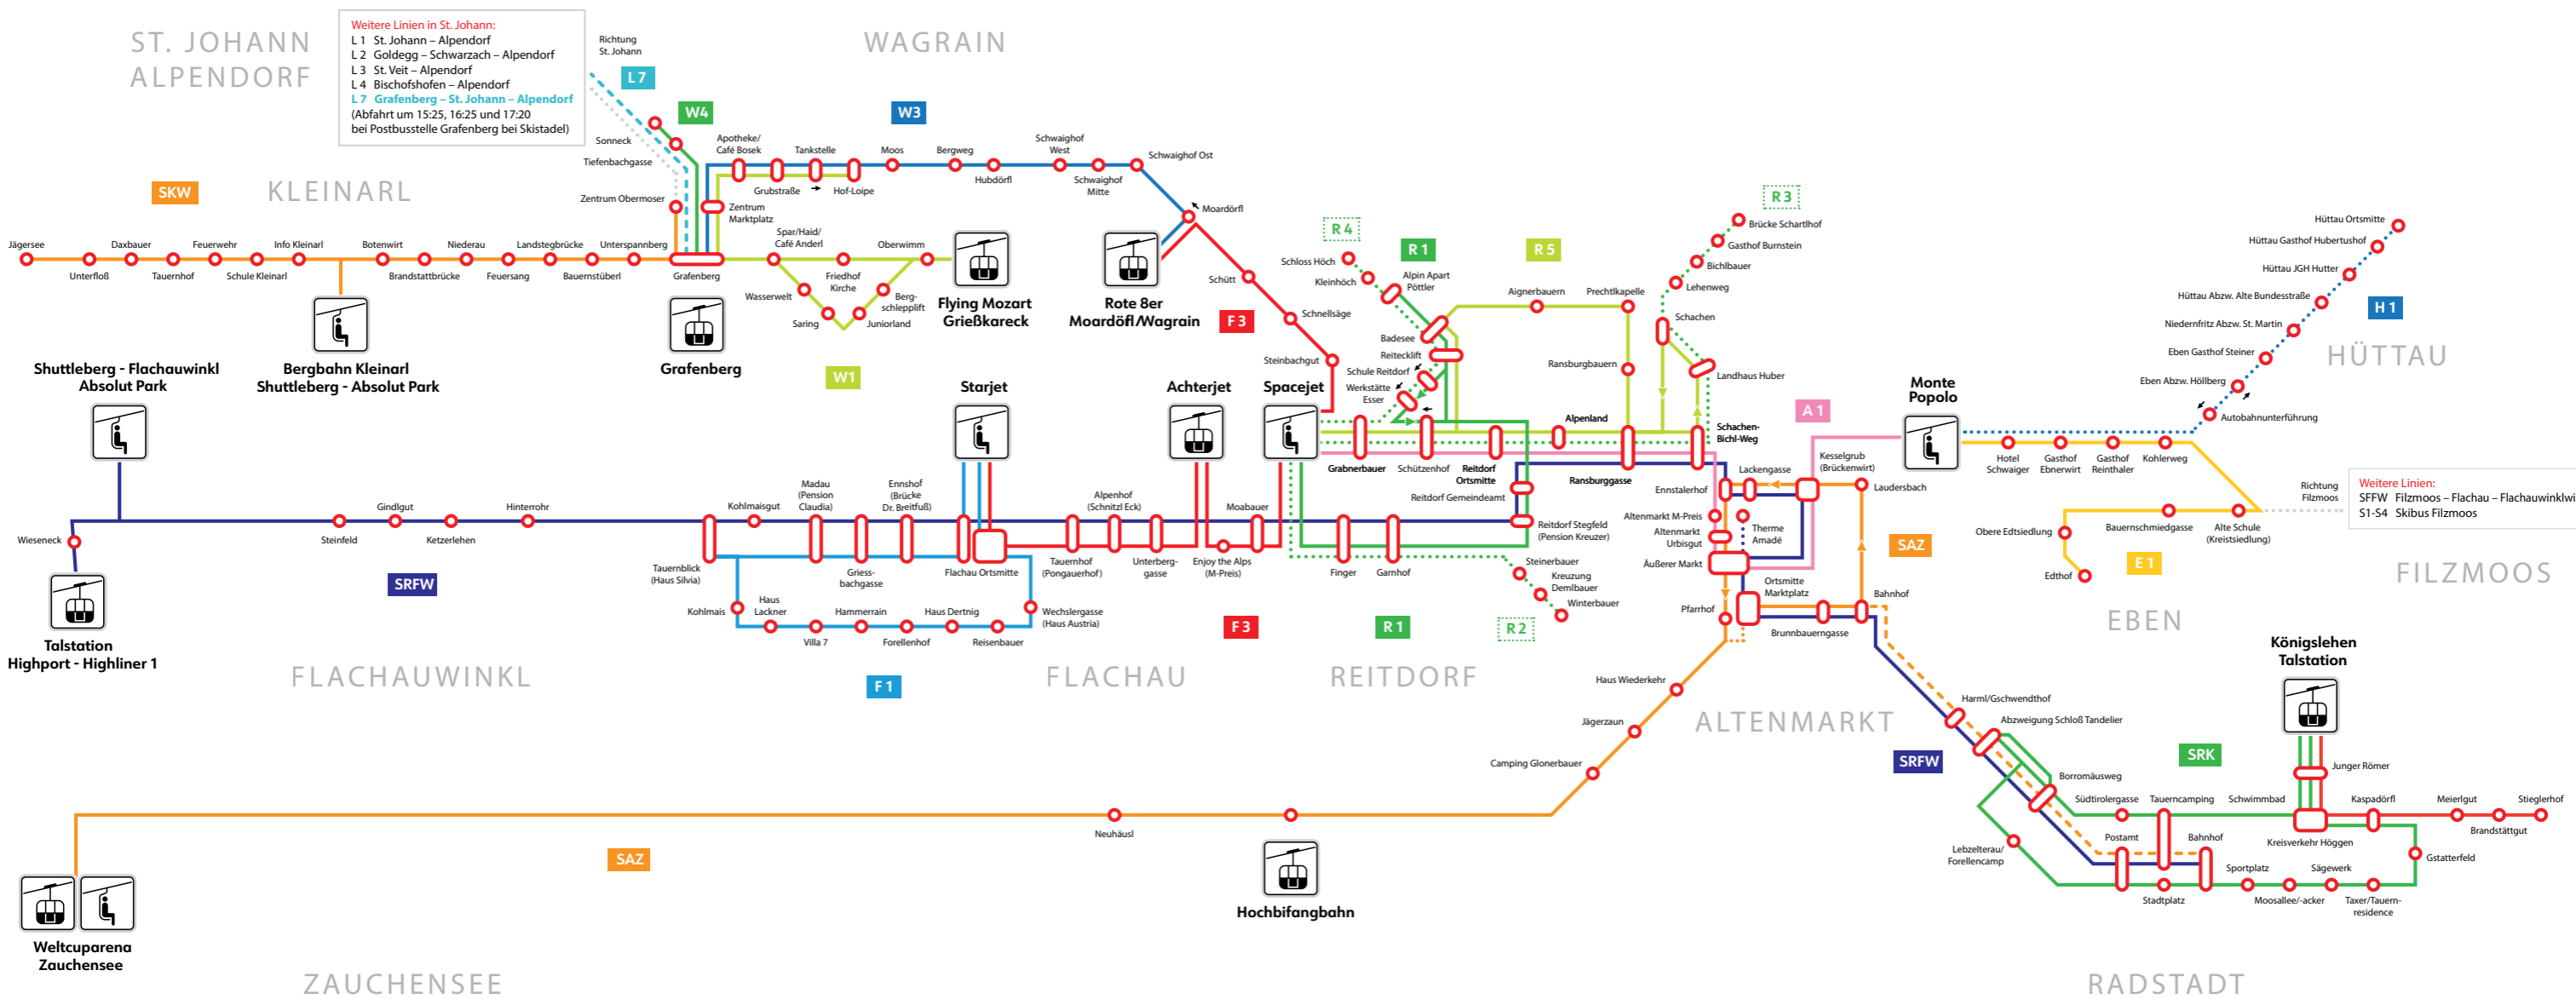 ST. JOHANN
ALPENDORF
Weitere Linien in St. Johann:
L 1 St. Johann – Alpendorf
L 2 Goldegg – Schwarzach – Alpendorf
L 3 St. Veit – Alpendorf
L 4 Bischofshofen – Alpendorf
L 7 Grafenberg – St. Johann – Alpendorf
(Abfahrt um 15:25, 16:25 und 17:20
bei Postbusstelle Grafenberg bei Skistadel)
Richtung
St. Johann
L 7
WAGRAIN
W4
W3
Sonneck
Tiefenbachgasse
Zentrum Obermoser
Apotheke/
Café Bosek
Grubstraße
Tankstelle
Hof-Loipe
Moos
Bergweg
Hubdörfl
Schwaighof
West
Schwaighof
Mitte
Schwaighof Ost
Moardörfl
Zentrum
Marktplatz
SKW
KLEINARL
Jägersee
Unterfloß
Daxbauer
Tauernhof
Feuerwehr
Schule Kleinarl
Info Kleinarl
Botenwirt
Brandstattbrücke
Niederau
Feuersang
Landstegbrücke
Bauernstüberl
Unterspannberg
Grafenberg
Spar/Haid/
Café Anderl
Friedhof
Kirche
Oberwimm
Wasserwelt
Saring
Juniorland
Berg-
schlepplift
W1
Flying Mozart
Grießkareck
Rote 8er
Moardöfl/Wagrain
Bergbahn Kleinarl
Shuttleberg - Absolut Park
Grafenberg
F 3
Schütt
Schnellsäge
Steinbachgut
Shuttleberg - Flachauwinkl
Absolut Park
Starjet
Achterjet
Spacejet
R 4
R 1
R 5
R 3
Schloss Höch
Kleinhöch
Alpin Apart
Pöttler
Badesee
Reitecklift
Schule Reitdorf
Werkstätte
Esser
Aignerbauern
Prechtlkapelle
Ransburgbauern
Brücke Schartlhof
Gasthof Burnstein
Bichlbauer
Lehenweg
Schachen
Landhaus Huber
Alpenland
Schachen-
Bichl-Weg
Grabnerbauer
Schützenhof
Reitdorf
Ortsmitte
Ransburggasse
A 1
Monte
Popolo
Hüttau Ortsmitte
Hüttau Gasthof Hubertushof
Hüttau JGH Hutter
Hüttau Abzw. Alte Bundesstraße
Niedernfritz Abzw. St. Martin
Eben Gasthof Steiner
Eben Abzw. Höllberg
Autobahnunterführung
H 1
HÜTTAU
Hotel
Schwaiger
Gasthof
Ebnerwirt
Gasthof
Reinthaler
Kohlerweg
Richtung
Filzmoos
Weitere Linien:
SFFW Filzmoos – Flachau – Flachauwinklwi
S1-S4 Skibus Filzmoos
Obere Edtsiedlung
Bauernschmiedgasse
Alte Schule
(Kreistsiedlung)
Edthof
E 1
FILZMOOS
EBEN
Wieseneck
Steinfeld
Gindlgut
Ketzerlehen
Hinterrohr
Tauernblick
(Haus Silvia)
Kohlmaisgut
Madau
(Pension
Claudia)
Griess-
bachgasse
Ennshof
(Brücke
Dr. Breitfuß)
Flachau Ortsmitte
Tauernhof
(Pongauerhof)
Alpenhof
(Schnitzl Eck)
Unterberg-
gasse
Enjoy the Alps
(M-Preis)
Moabauer
Finger
Garnhof
Reitdorf Gemeindeamt
Reitdorf Stegfeld
(Pension Kreuzer)
Steinerbauer
Kreuzung
Demlbauer
Winterbauer
R 2
R 1
F 3
SRFW
Talstation
Highport - Highliner 1
FLACHAUWINKL
Kohlmais
Haus
Lackner
Villa 7
Hammerrain
Forellenhof
Haus Dertnig
Reisenbauer
Wechslergasse
(Haus Austria)
F 1
FLACHAU
REITDORF
Ennstalerhof
Lackengasse
Kesselgrub
(Brückenwirt)
Laudersbach
Altenmarkt M-Preis
Altenmarkt
Urbisgut
Therme
Amadé
Äußerer Markt
SAZ
Ortsmitte
Marktplatz
Pfarrhof
Brunnbauerngasse
Bahnhof
Haus Wiederkehr
Jägerzaun
Camping Glonerbauer
ALTENMARKT
Neuhäusl
SAZ
Hochbifangbahn
Weltcuparena
Zauchensee
ZAUCHENSEE
Harml/Gschwendthof
Abzweigung Schloß Tandelier
SRFW
SRK
Königslehen
Talstation
Junger Römer
Borromäusweg
Südtirolergasse
Tauerncamping
Schwimmbad
Kreisverkehr Höggen
Kaspadörfl
Meierlgut
Brandstättgut
Stieglerhof
Lebzelterau/
Forellencamp
Postamt
Bahnhof
Stadtplatz
Sportplatz
Moosallee/-acker
Sägewerk
Taxer/Tauern-
residence
Gstatterfeld
RADSTADT